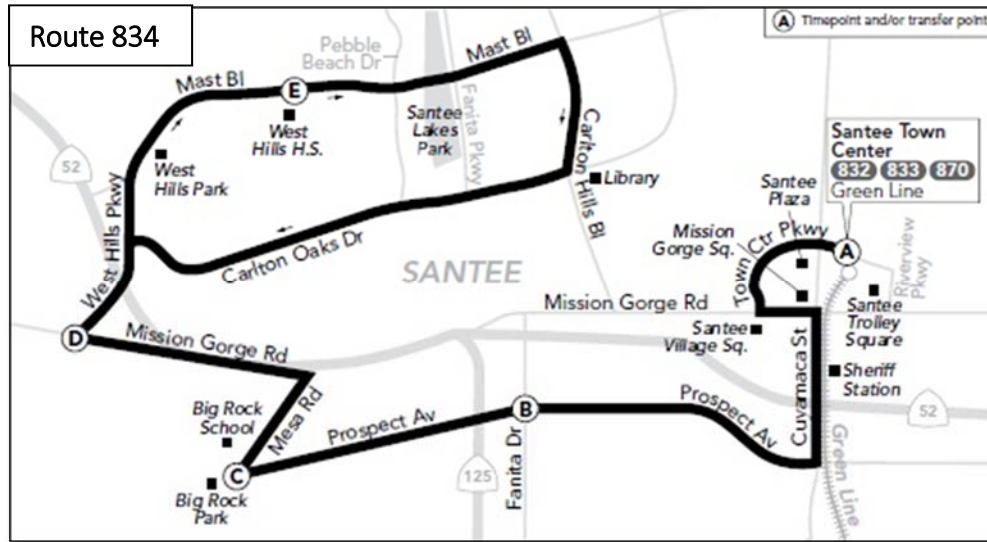 Route 834
A Timepoint and/or transfer point
Pebble
Beach Dr
Mast Bl
Mast Bl
E
West
Hills H.S.
Santee
Lakes
Park
Fanita Pkwy
Carlton Hills Bl
52
West
Hills Park
Library
Santee Town
Center
832 833 870
Green Line
Santee
Plaza
Mission
Gorge Sq.
Town Ctr Pkwy
A
Riverview
Pkwy
West Hills Pkwy
Carlton Oaks Dr
SANTEE
Mission Gorge Rd
Santee
Village Sq.
Santee
Trolley
Square
D
Mission Gorge Rd
Cuyamaca St
Sheriff
Station
Big Rock
School
Mesa Rd
Prospect Av
B
Prospect Av
52
C
Big Rock
Park
125
Fanita Dr
Green Line